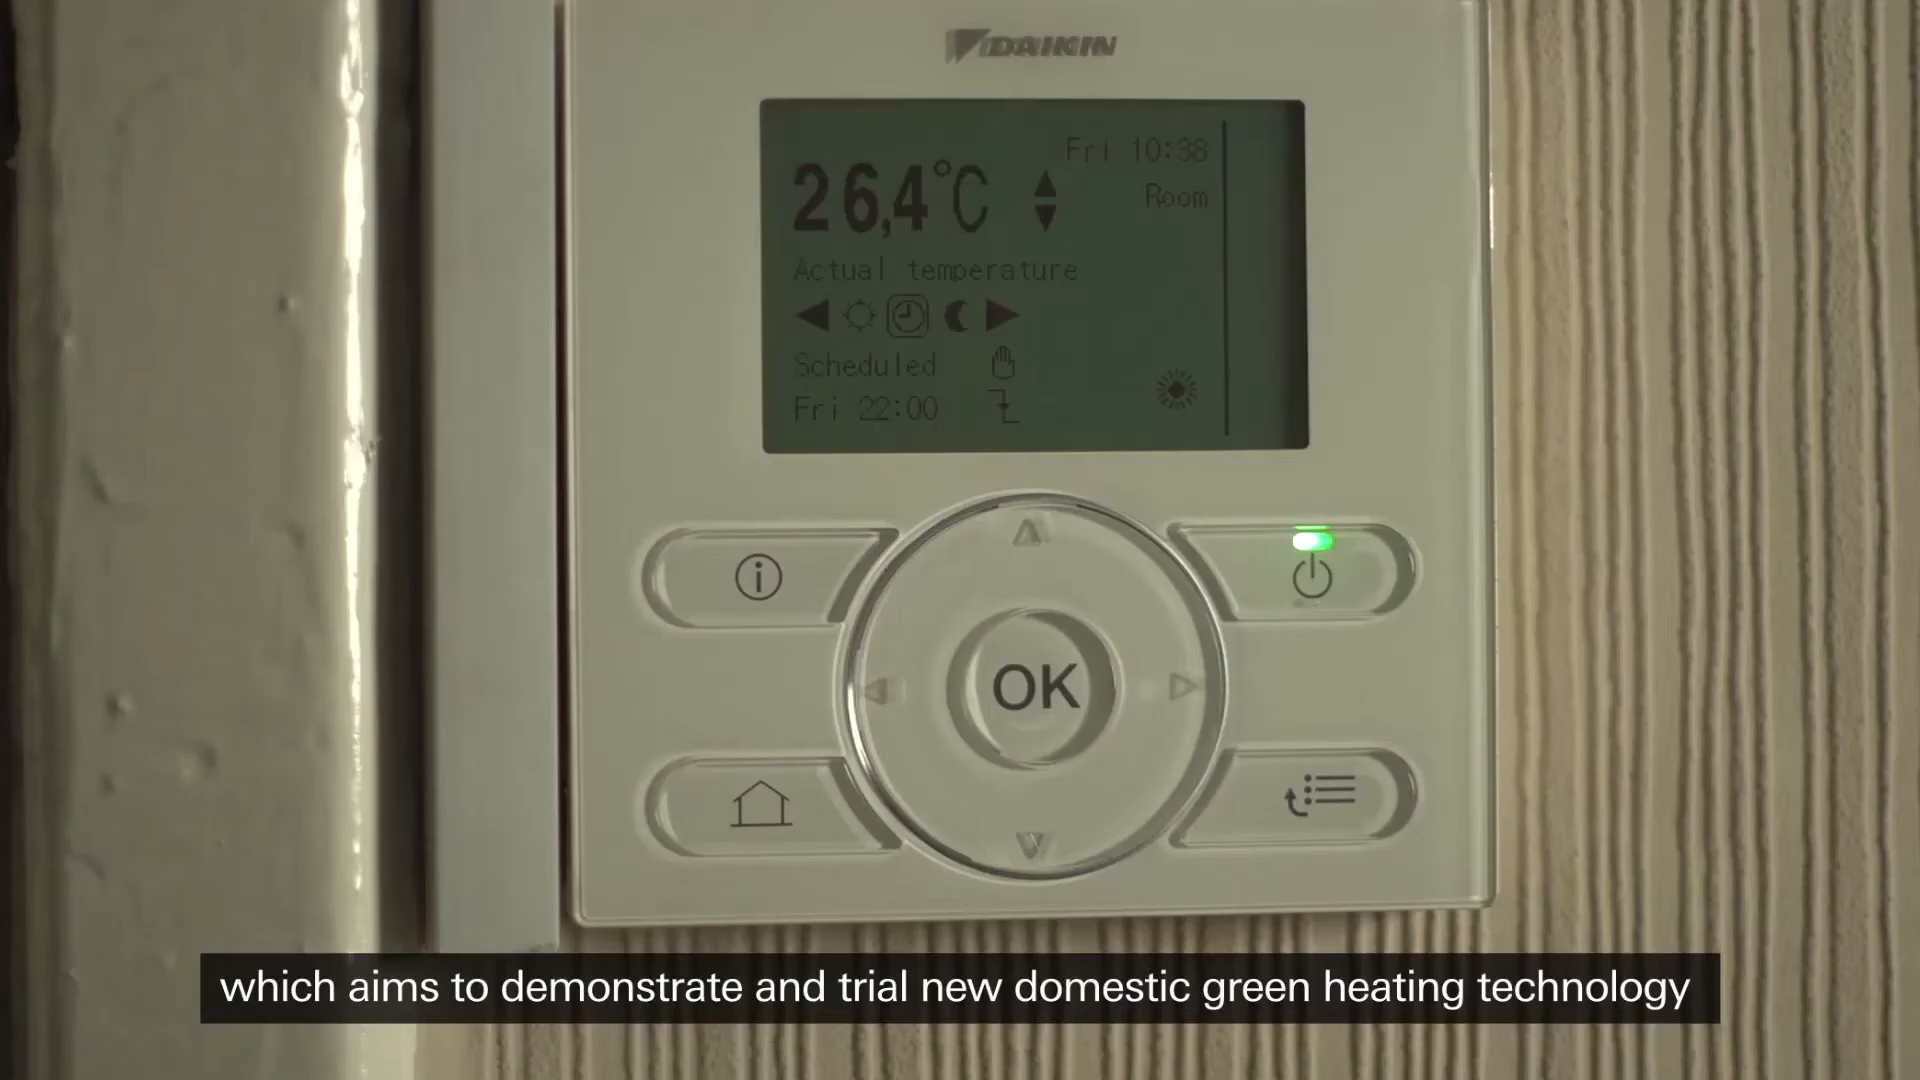 DAIKIN
Fri 10:38
26,4°C
Room
Actual temperature
Scheduled
Fri 22:00
OK
which aims to demonstrate and trial new domestic green heating technology